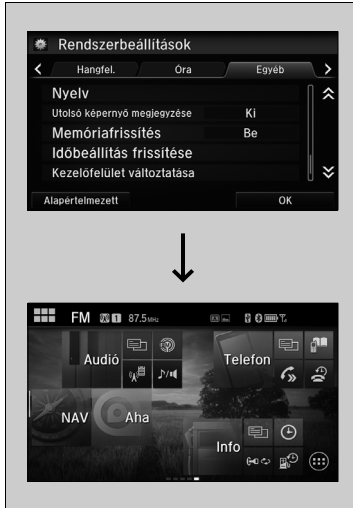 Rendszerbeállítások
Hangfel. Óra Egyéb
Nyelv
Utolsó képernyő megjegyzése Ki
Memóriafrissítés Be
Időbeállítás frissítése
Kezelőfelület változtatása
Alapértelmezett OK
FM 1 87.5MHz
Audió Telefon
NAV Aha
Info